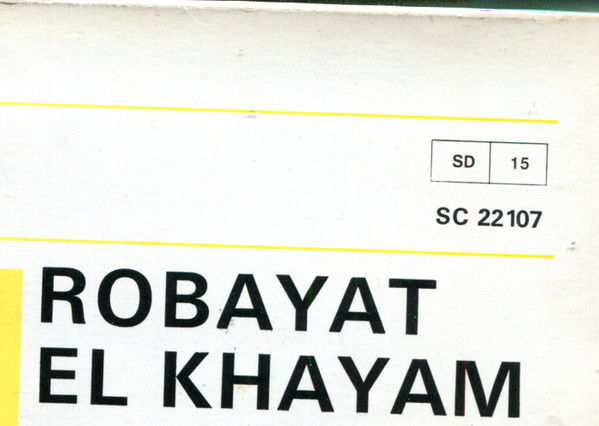 SD 15
SC 22107
ROBAYAT
EL KHAYAM